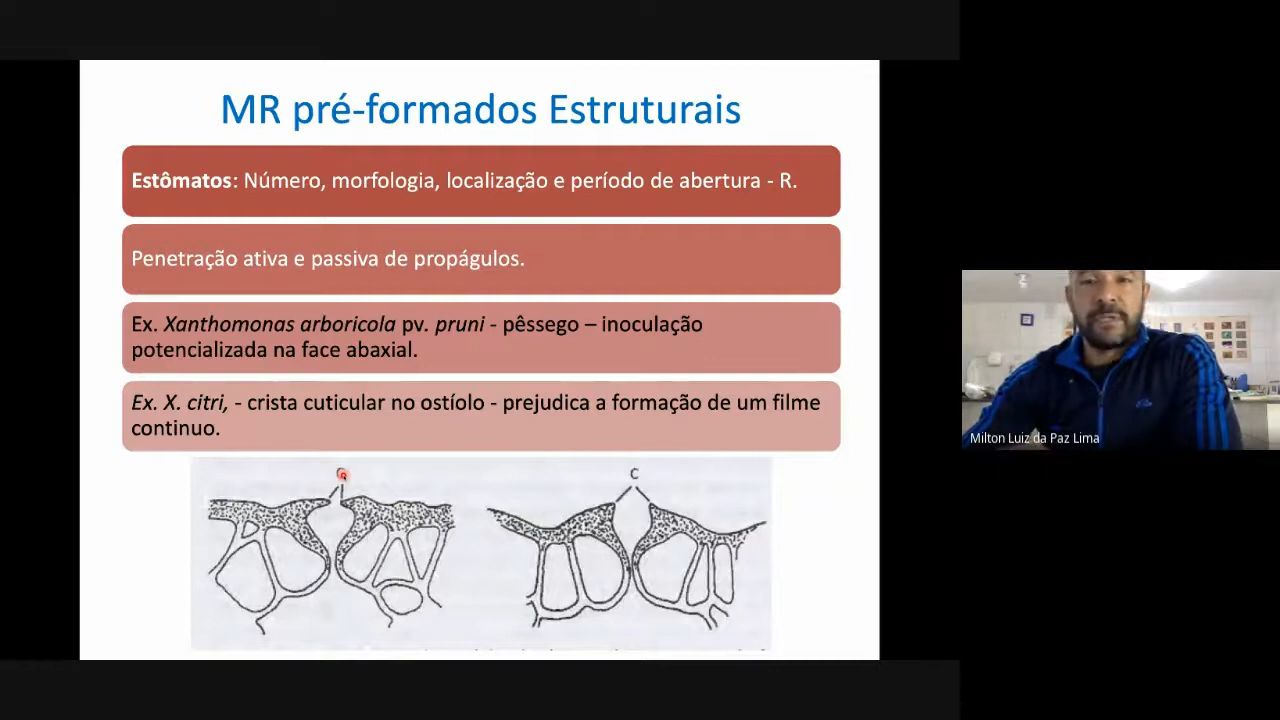 MR pré-formados Estruturais
Estômatos: Número, morfologia, localização e período de abertura - R.
Penetração ativa e passiva de propágulos.
Ex. Xanthomonas arboricola pv. pruni - pêssego – inoculação
potencializada na face abaxial.
Ex. X. citri, - crista cuticular no ostíolo - prejudica a formação de um filme
continuo.
C
Milton Luiz da Paz Lima